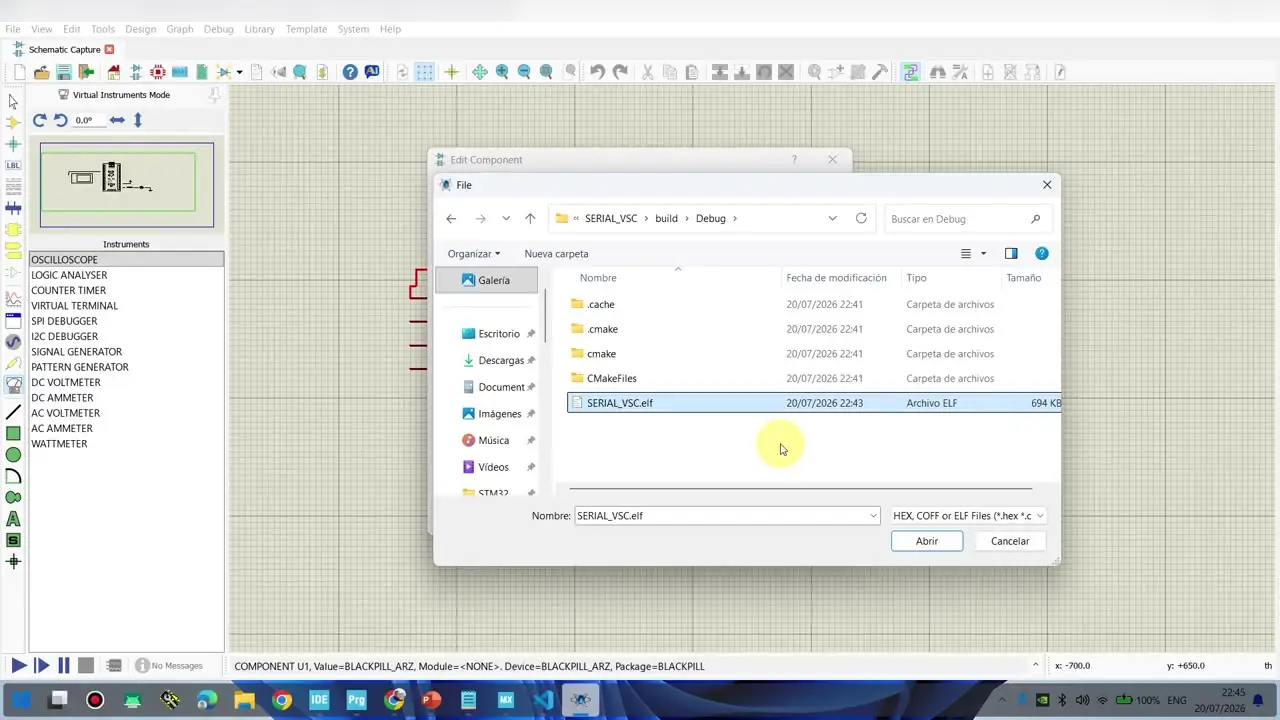 File View Edit Tools Design Graph Debug Library Template System Help
Schematic Capture
Virtual Instruments Mode
0.0º
LBL
Instruments
OSCILLOSCOPE
LOGIC ANALYSER
COUNTER TIMER
VIRTUAL TERMINAL
SPI DEBUGGER
I2C DEBUGGER
SIGNAL GENERATOR
PATTERN GENERATOR
DC VOLTMETER
DC AMMETER
AC VOLTMETER
AC AMMETER
WATTMETER
Edit Component
File
« SERIAL_VSC > build > Debug >
Buscar en Debug
Organizar
Nueva carpeta
Galería
Escritorio
Descargas
Document
Imágenes
Música
Vídeos
STM32
Nombre Fecha de modificación Tipo Tamaño
.cache 20/07/2026 22:41 Carpeta de archivos
.cmake 20/07/2026 22:41 Carpeta de archivos
cmake 20/07/2026 22:41 Carpeta de archivos
CMakeFiles 20/07/2026 22:41 Carpeta de archivos
SERIAL_VSC.elf 20/07/2026 22:43 Archivo ELF 694 KB
Nombre: SERIAL_VSC.elf
HEX, COFF or ELF Files (*.hex *.c
Abrir
Cancelar
No Messages
COMPONENT U1, Value=BLACKPILL_ARZ, Module=<NONE>. Device=BLACKPILL_ARZ, Package=BLACKPILL
x: -700.0
y: +650.0
th
IDE
Prg
MX
100%
ENG
22:45
20/07/2026